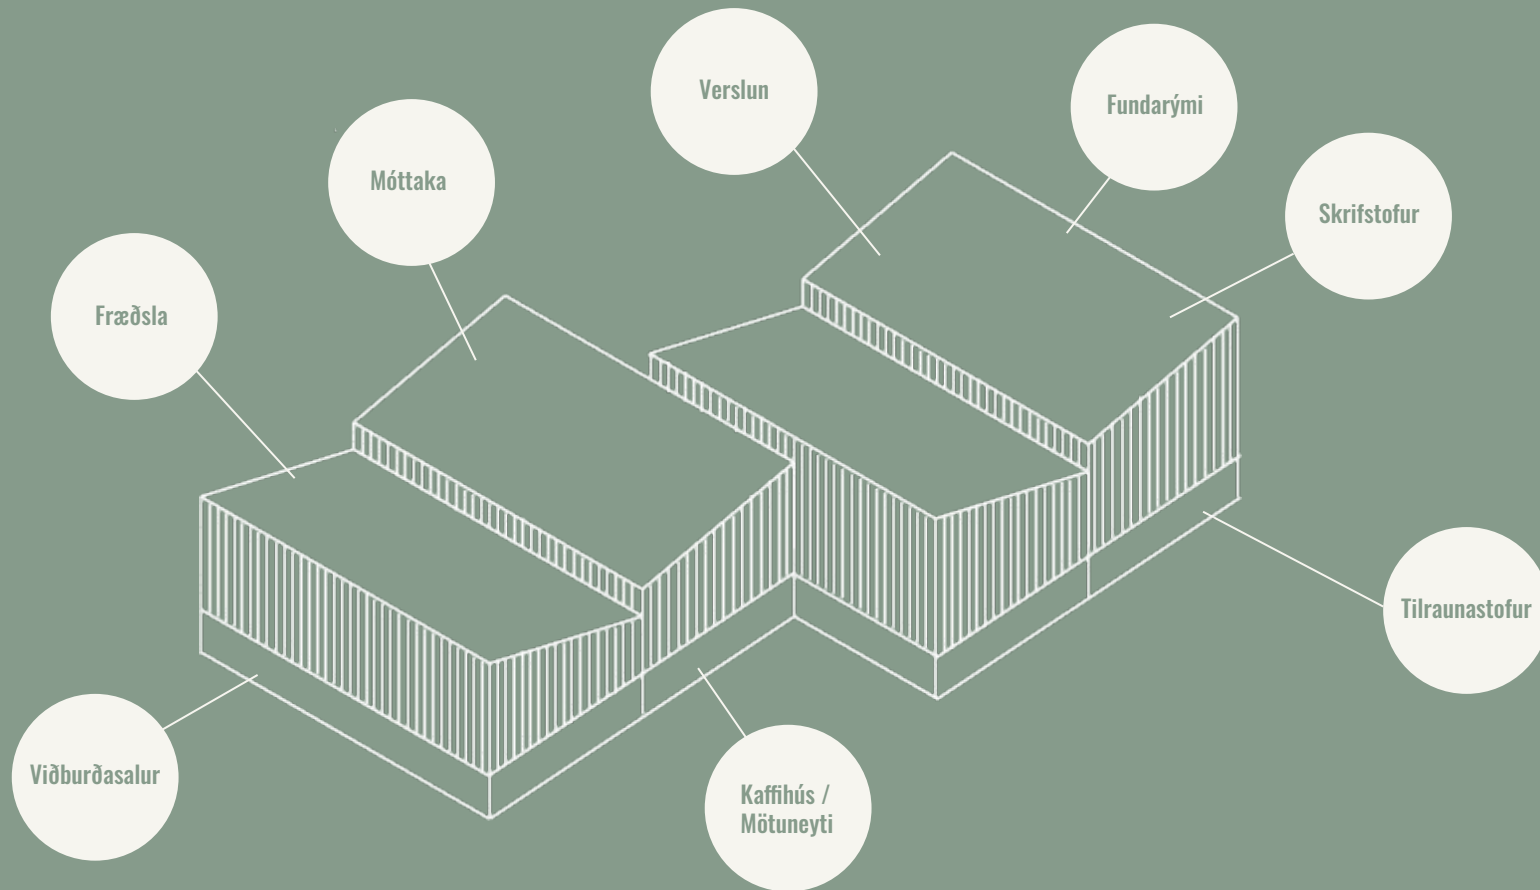 Verslun
Fundarými
Móttaka
Skrifstofur
Fræðsla
Tilraunastofur
Viðburðasalur
Kaffihús /
Mötuneyti